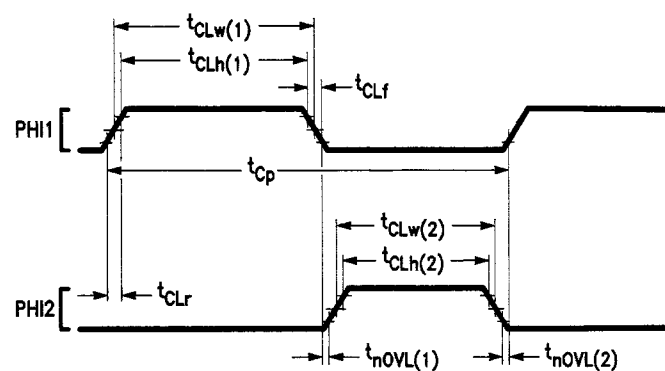 tCLw(1)
tCLh(1)
tCLf
PHI1
tCp
tCLw(2)
tCLh(2)
tCLr
PHI2
tnOVL(1)
tnOVL(2)